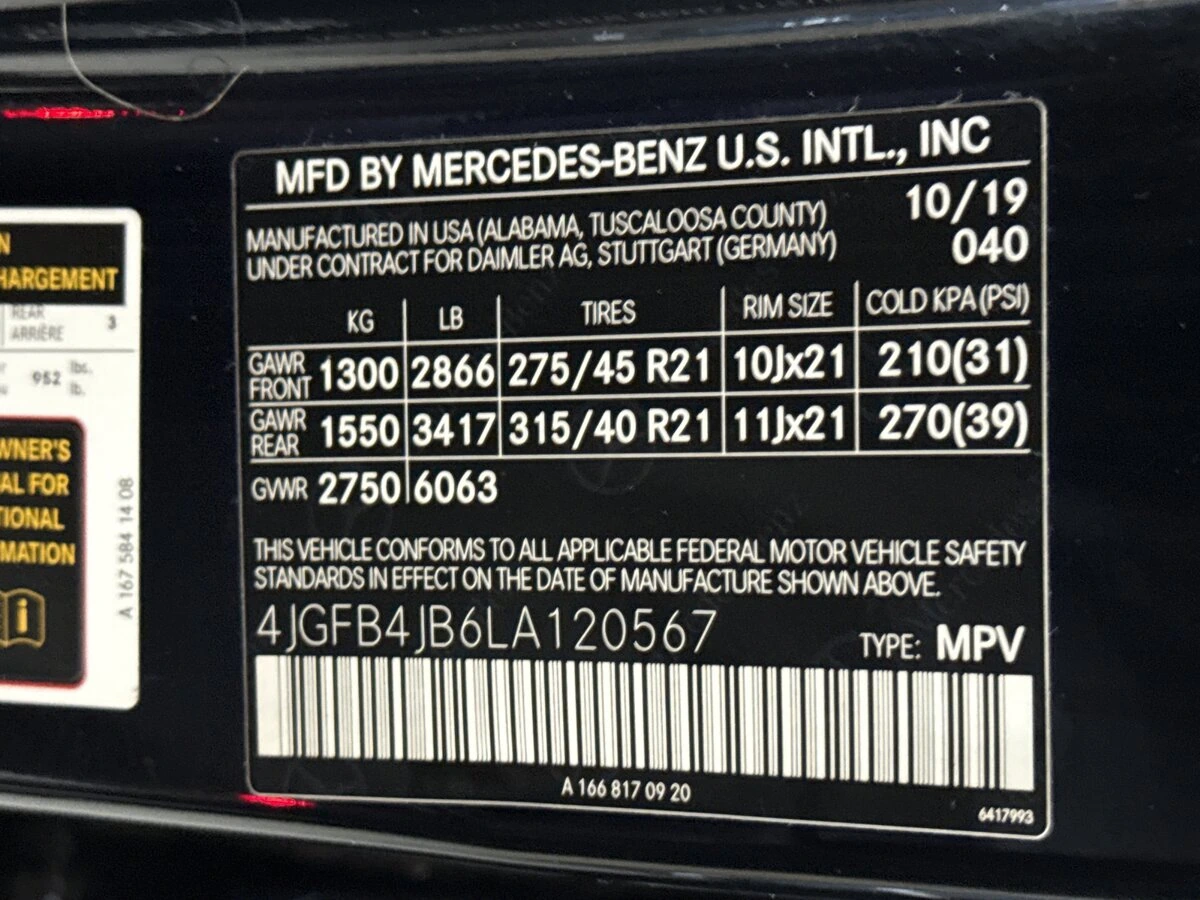 MFD BY MERCEDES-BENZ U.S. INTL., INC
10/19
MANUFACTURED IN USA (ALABAMA, TUSCALOOSA COUNTY)
UNDER CONTRACT FOR DAIMLER AG, STUTTGART (GERMANY)
040
KG LB TIRES RIM SIZE COLD KPA (PSI)
GAWR FRONT 1300 2866 275/45 R21 10Jx21 210(31)
GAWR REAR 1550 3417 315/40 R21 11Jx21 270(39)
GVWR 2750 6063
THIS VEHICLE CONFORMS TO ALL APPLICABLE FEDERAL MOTOR VEHICLE SAFETY
STANDARDS IN EFFECT ON THE DATE OF MANUFACTURE SHOWN ABOVE.
4JGFB4JB6LA120567
TYPE: MPV
A 166 817 09 20
6417993
N
HARGEMENT
REAR
ARRIÈRE 3
952 lbs.
lb.
WNER'S
AL FOR
TIONAL
MATION
A 167 584 14 08